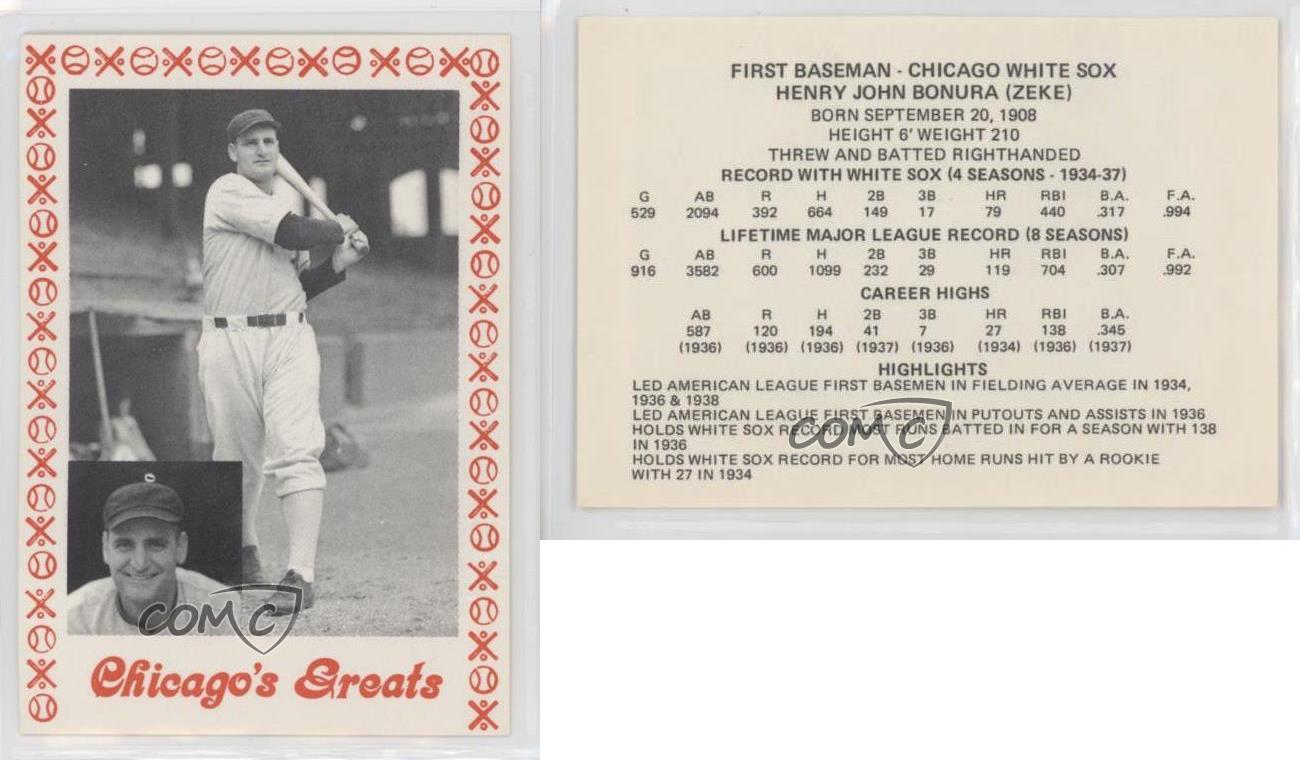 Chicago's Greats
COMC
FIRST BASEMAN - CHICAGO WHITE SOX
HENRY JOHN BONURA (ZEKE)
BORN SEPTEMBER 20, 1908
HEIGHT 6' WEIGHT 210
THREW AND BATTED RIGHTHANDED
RECORD WITH WHITE SOX (4 SEASONS - 1934-37)
G AB R H 2B 3B HR RBI B.A. F.A.
529 2094 392 664 149 17 79 440 .317 .994
LIFETIME MAJOR LEAGUE RECORD (8 SEASONS)
G AB R H 2B 3B HR RBI B.A. F.A.
916 3582 600 1099 232 29 119 704 .307 .992
CAREER HIGHS
AB R H 2B 3B HR RBI B.A.
587 120 194 41 7 27 138 .345
(1936) (1936) (1936) (1937) (1936) (1934) (1936) (1937)
HIGHLIGHTS
LED AMERICAN LEAGUE FIRST BASEMEN IN FIELDING AVERAGE IN 1934,
1936 & 1938
LED AMERICAN LEAGUE FIRST BASEMEN IN PUTOUTS AND ASSISTS IN 1936
HOLDS WHITE SOX RECORD MOST RUNS BATTED IN FOR A SEASON WITH 138
IN 1936
HOLDS WHITE SOX RECORD FOR MOST HOME RUNS HIT BY A ROOKIE
WITH 27 IN 1934
COMC